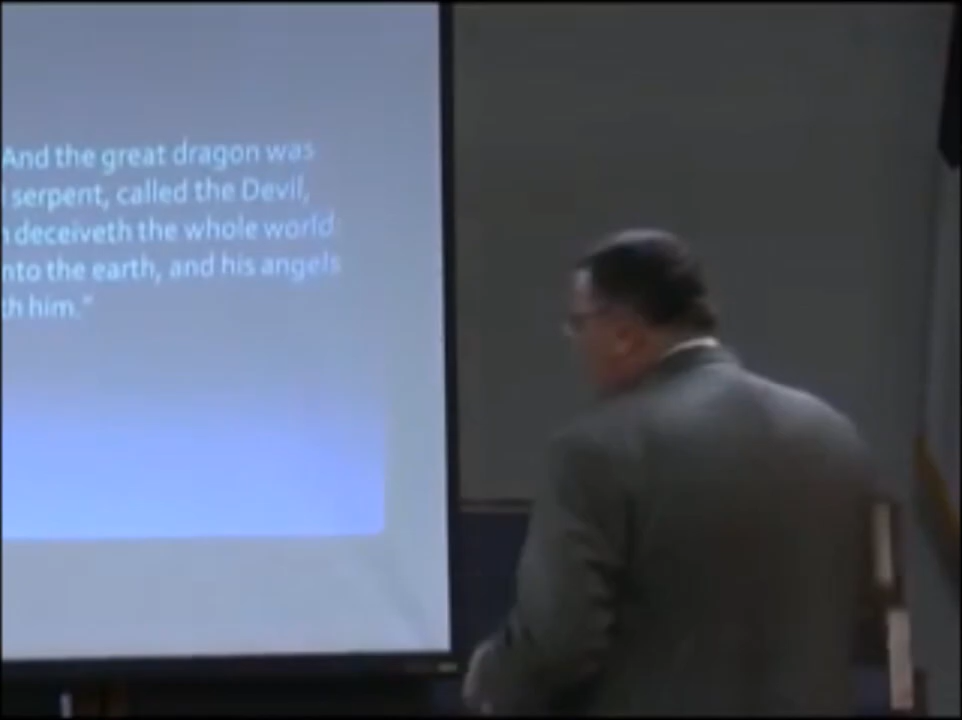 And the great dragon was
serpent, called the Devil,
deceiveth the whole world:
nto the earth, and his angels
th him."